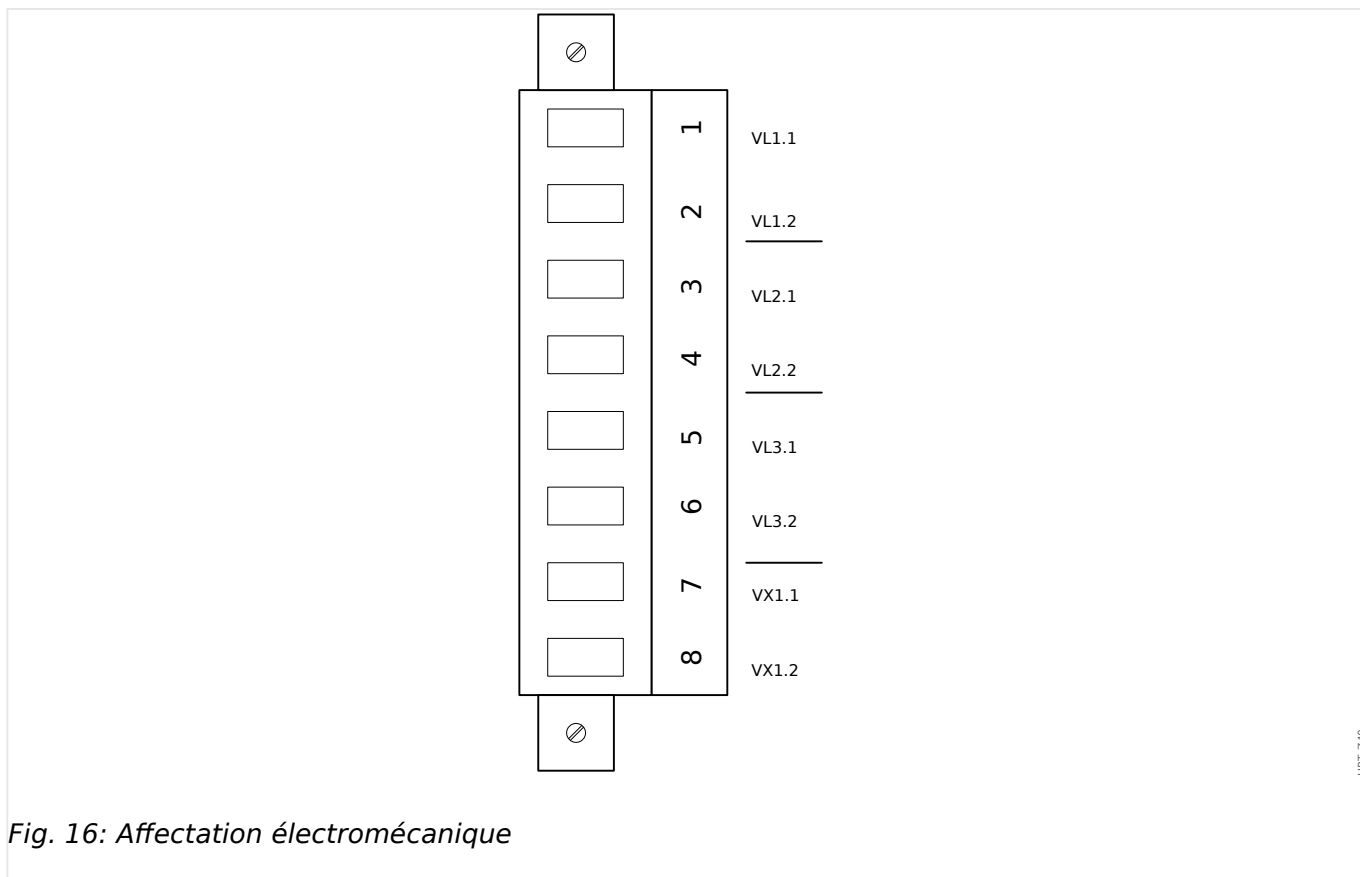 1
VL1.1
2
VL1.2
3
VL2.1
4
VL2.2
5
VL3.1
6
VL3.2
7
VX1.1
8
VX1.2
Fig. 16: Affectation électromécanique